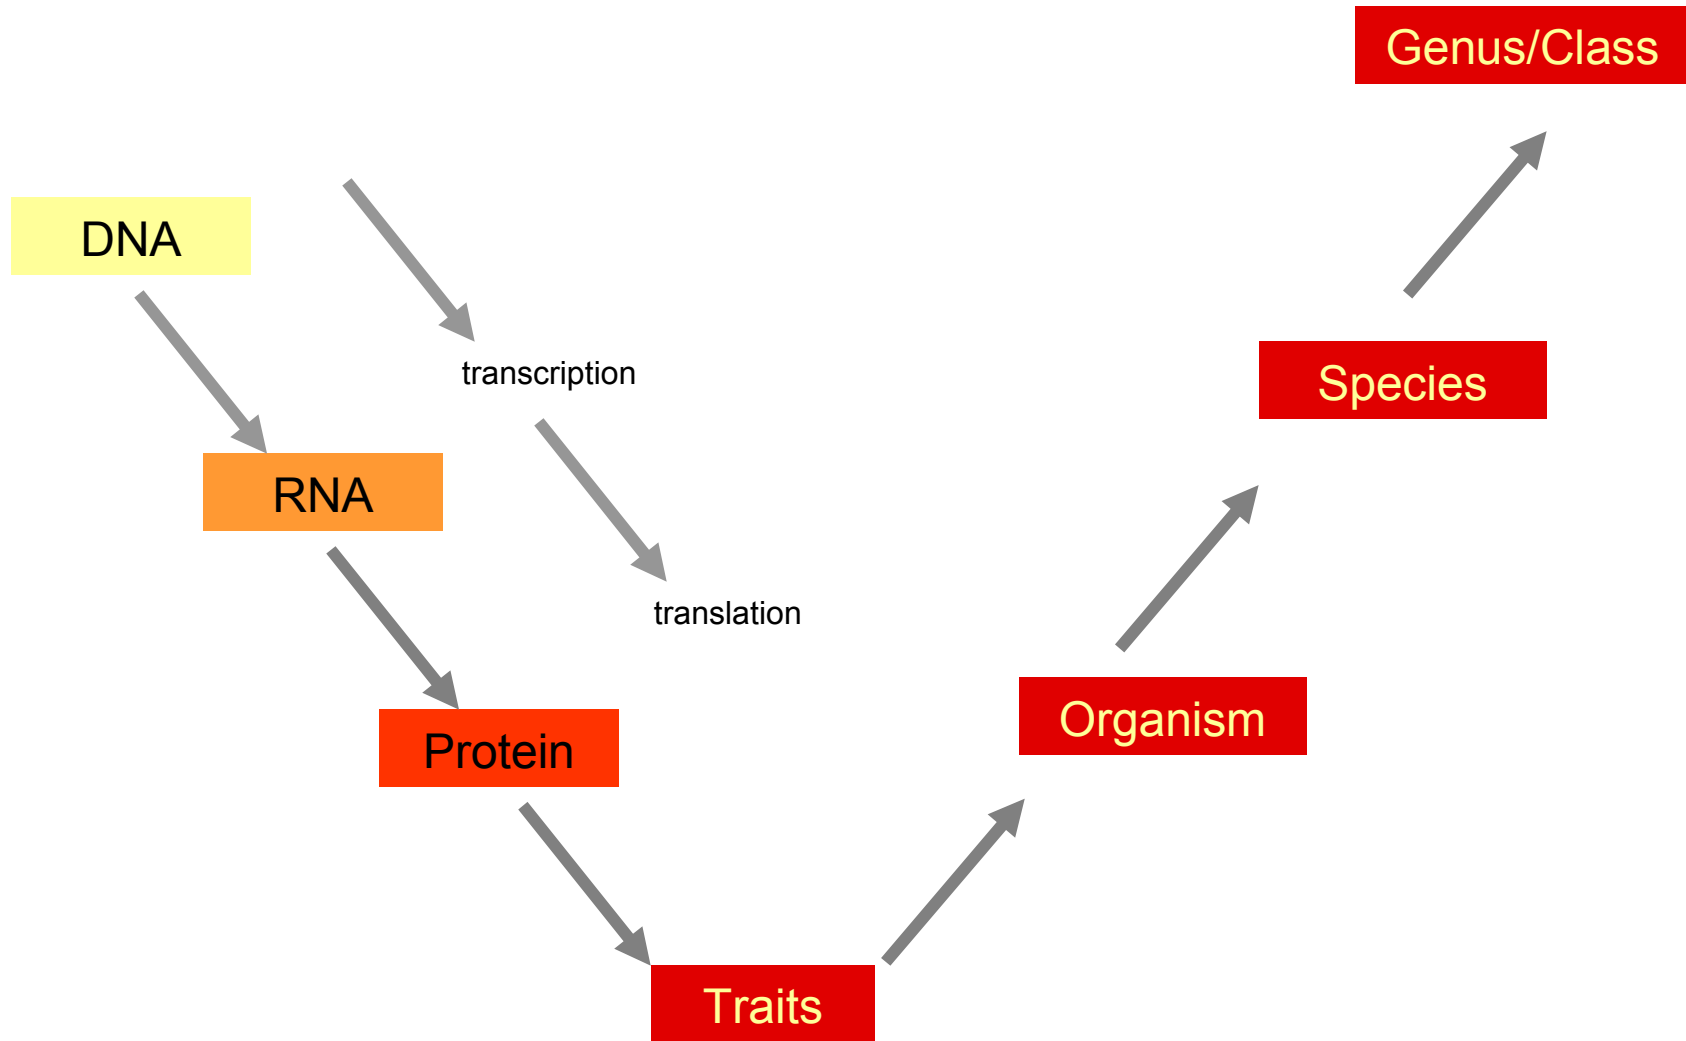 Genus/Class
DNA
transcription
Species
RNA
translation
Protein
Organism
Traits